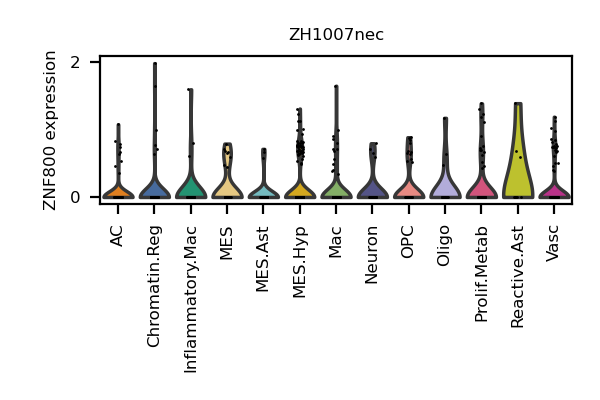 ZH1007nec
ZNF800 expression
2
0
AC
Chromatin.Reg
Inflammatory.Mac
MES
MES.Ast
MES.Hyp
Mac
Neuron
OPC
Oligo
Prolif.Metab
Reactive.Ast
Vasc